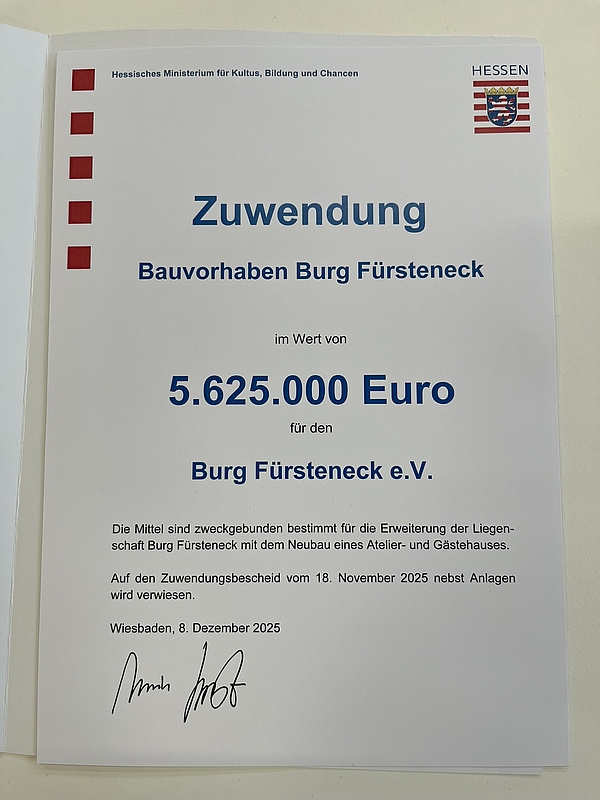 Hessisches Ministerium für Kultus, Bildung und Chancen
HESSEN
Zuwendung
Bauvorhaben Burg Fürsteneck
im Wert von
5.625.000 Euro
für den
Burg Fürsteneck e.V.
Die Mittel sind zweckgebunden bestimmt für die Erweiterung der Liegen-
schaft Burg Fürsteneck mit dem Neubau eines Atelier- und Gästehauses.
Auf den Zuwendungsbescheid vom 18. November 2025 nebst Anlagen
wird verwiesen.
Wiesbaden, 8. Dezember 2025